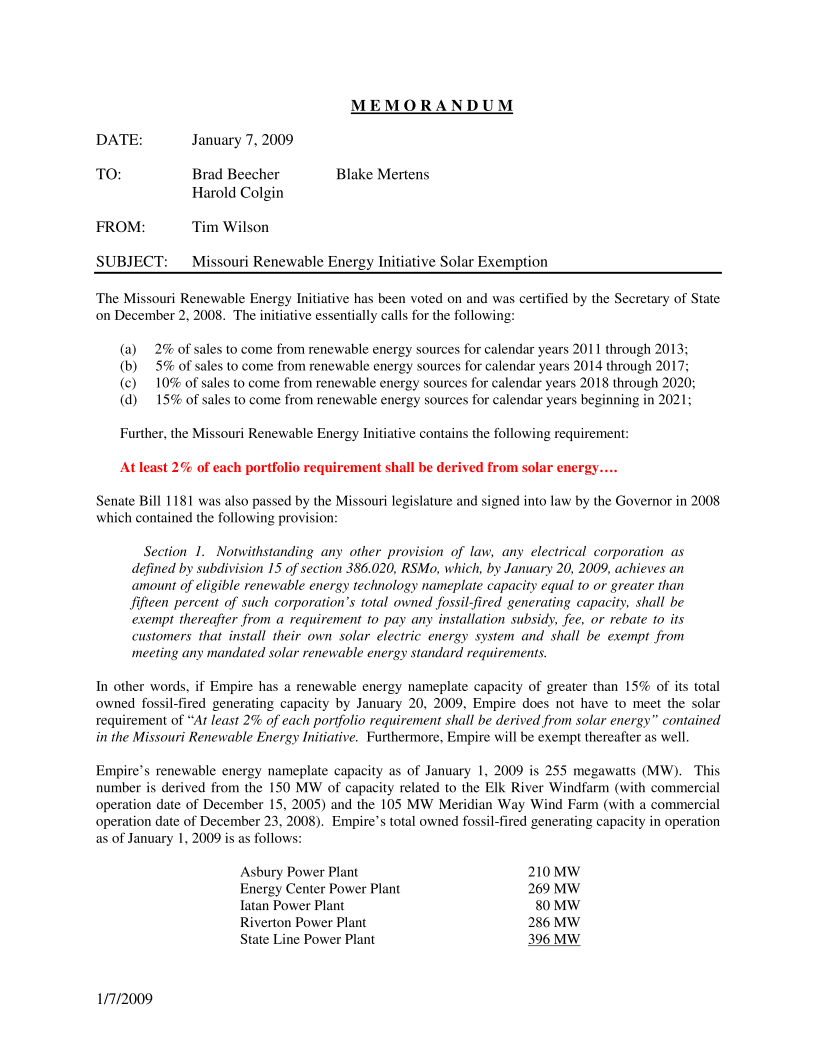 M E M O R A N D U M
DATE: January 7, 2009
TO: Brad Beecher Blake Mertens
Harold Colgin
FROM: Tim Wilson
SUBJECT: Missouri Renewable Energy Initiative Solar Exemption
The Missouri Renewable Energy Initiative has been voted on and was certified by the Secretary of State
on December 2, 2008. The initiative essentially calls for the following:
(a) 2% of sales to come from renewable energy sources for calendar years 2011 through 2013;
(b) 5% of sales to come from renewable energy sources for calendar years 2014 through 2017;
(c) 10% of sales to come from renewable energy sources for calendar years 2018 through 2020;
(d) 15% of sales to come from renewable energy sources for calendar years beginning in 2021;
Further, the Missouri Renewable Energy Initiative contains the following requirement:
At least 2% of each portfolio requirement shall be derived from solar energy….
Senate Bill 1181 was also passed by the Missouri legislature and signed into law by the Governor in 2008
which contained the following provision:
Section 1. Notwithstanding any other provision of law, any electrical corporation as
defined by subdivision 15 of section 386.020, RSMo, which, by January 20, 2009, achieves an
amount of eligible renewable energy technology nameplate capacity equal to or greater than
fifteen percent of such corporation's total owned fossil-fired generating capacity, shall be
exempt thereafter from a requirement to pay any installation subsidy, fee, or rebate to its
customers that install their own solar electric energy system and shall be exempt from
meeting any mandated solar renewable energy standard requirements.
In other words, if Empire has a renewable energy nameplate capacity of greater than 15% of its total
owned fossil-fired generating capacity by January 20, 2009, Empire does not have to meet the solar
requirement of “At least 2% of each portfolio requirement shall be derived from solar energy” contained
in the Missouri Renewable Energy Initiative. Furthermore, Empire will be exempt thereafter as well.
Empire's renewable energy nameplate capacity as of January 1, 2009 is 255 megawatts (MW). This
number is derived from the 150 MW of capacity related to the Elk River Windfarm (with commercial
operation date of December 15, 2005) and the 105 MW Meridian Way Wind Farm (with a commercial
operation date of December 23, 2008). Empire's total owned fossil-fired generating capacity in operation
as of January 1, 2009 is as follows:
Asbury Power Plant 210 MW
Energy Center Power Plant 269 MW
Iatan Power Plant 80 MW
Riverton Power Plant 286 MW
State Line Power Plant 396 MW
1/7/2009